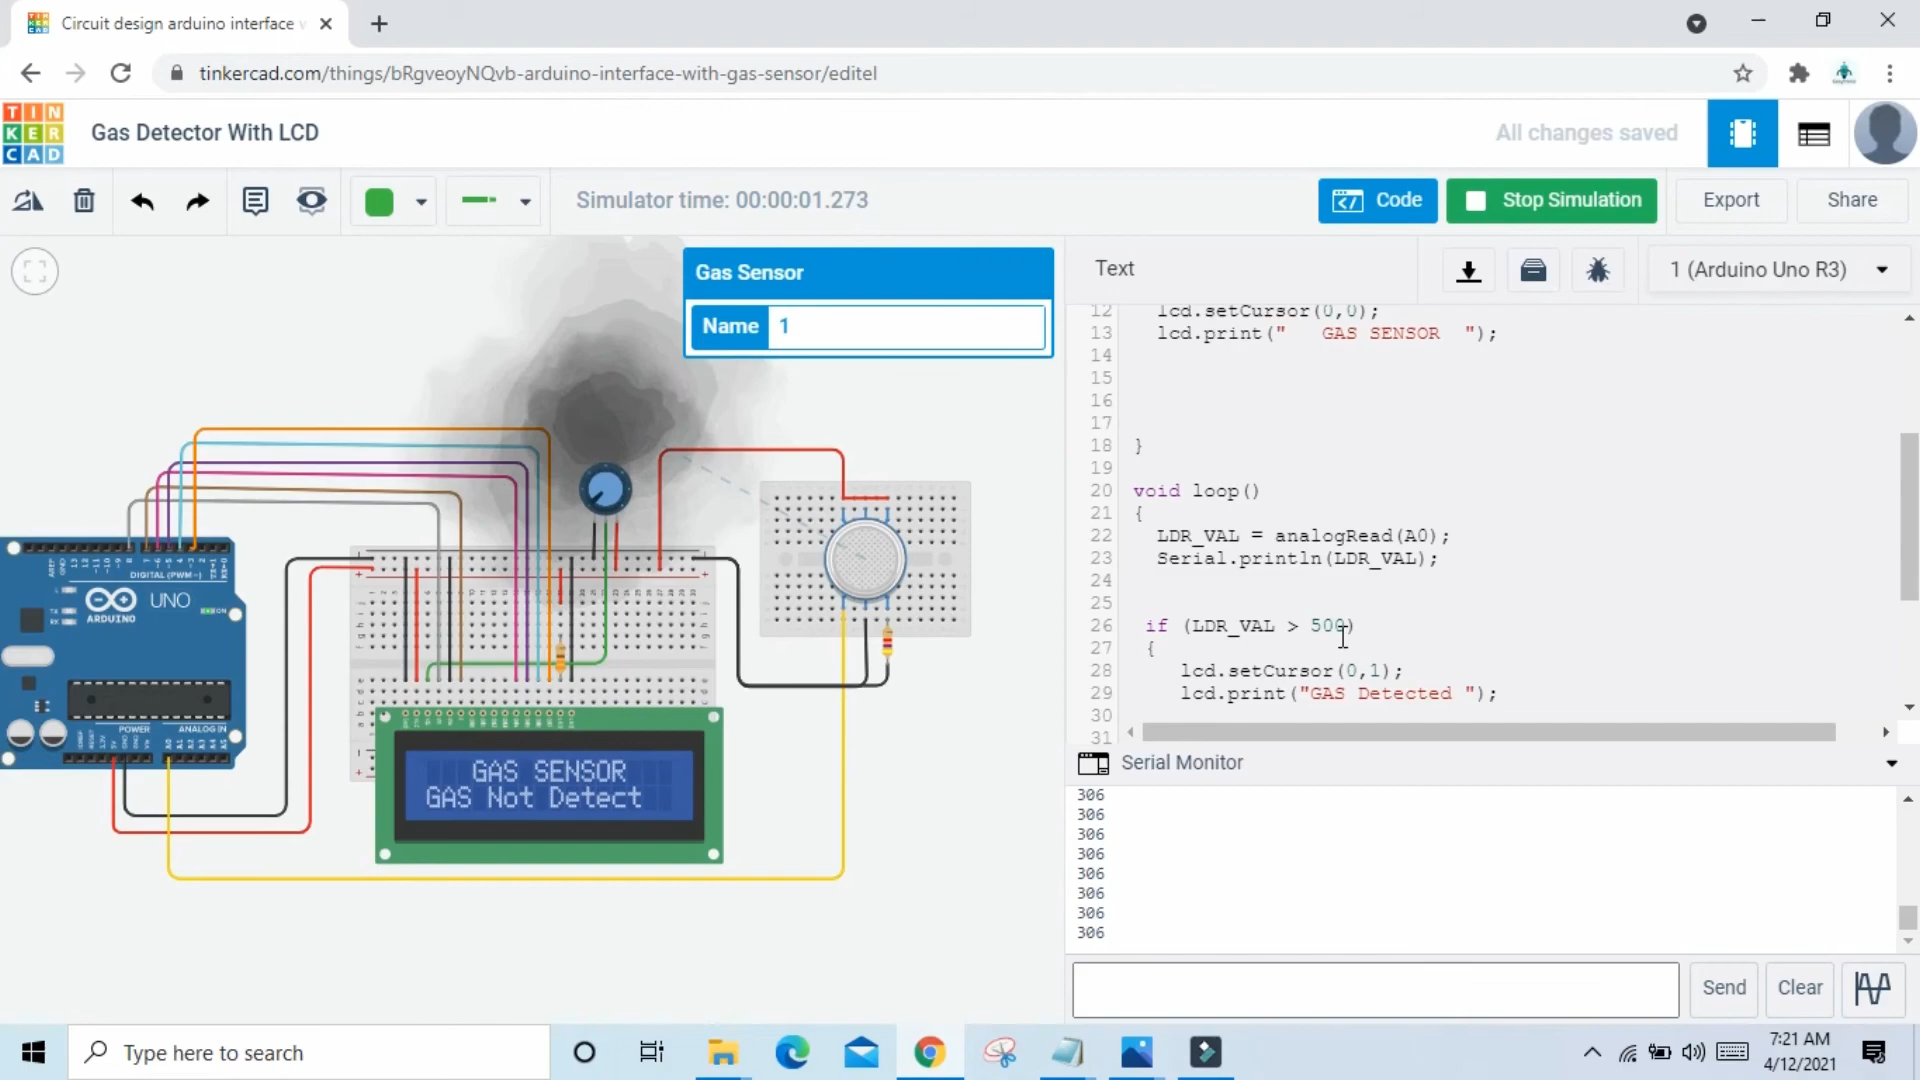 Circuit design arduino interface w
tinkercad.com/things/bRgveoyNQvb-arduino-interface-with-gas-sensor/editel
TIN
KER
CAD
Gas Detector With LCD
All changes saved
Simulator time: 00:00:01.273
Code
Stop Simulation
Export
Share
Gas Sensor
Name 1
Text
1 (Arduino Uno R3)
12 lcd.setCursor(0,0);
13 lcd.print("   GAS SENSOR  ");
14
15
16
17
18 }
19
20 void loop()
21 {
22 LDR_VAL = analogRead(A0);
23 Serial.println(LDR_VAL);
24
25
26 if (LDR_VAL > 500)
27 {
28 lcd.setCursor(0,1);
29 lcd.print("GAS Detected ");
30
31
DIGITAL (PWM~)
UNO
ARDUINO
POWER
ANALOG IN
GAS SENSOR
GAS Not Detect
Serial Monitor
306
306
306
306
306
306
306
306
Send
Clear
Type here to search
7:21 AM
4/12/2021